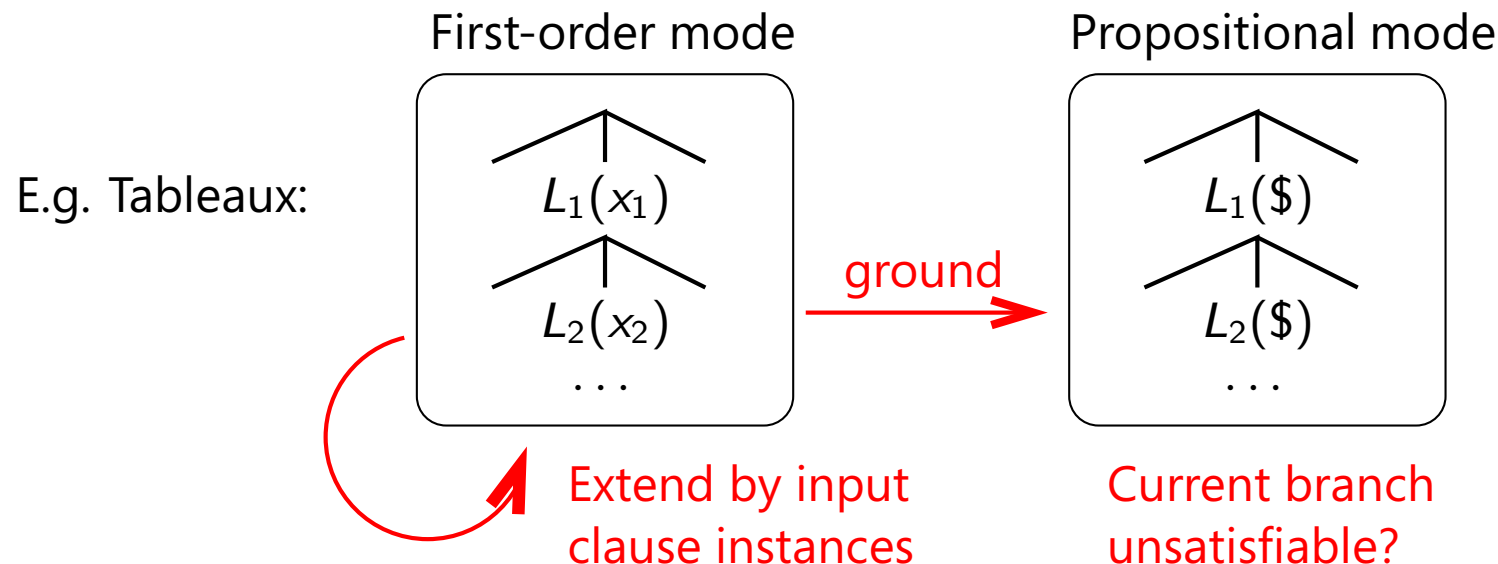 First-order mode
Propositional mode
E.g. Tableaux:
L₁(x₁)
L₂(x₂)
...
ground
L₁($)
L₂($)
...
Extend by input
clause instances
Current branch
unsatisfiable?